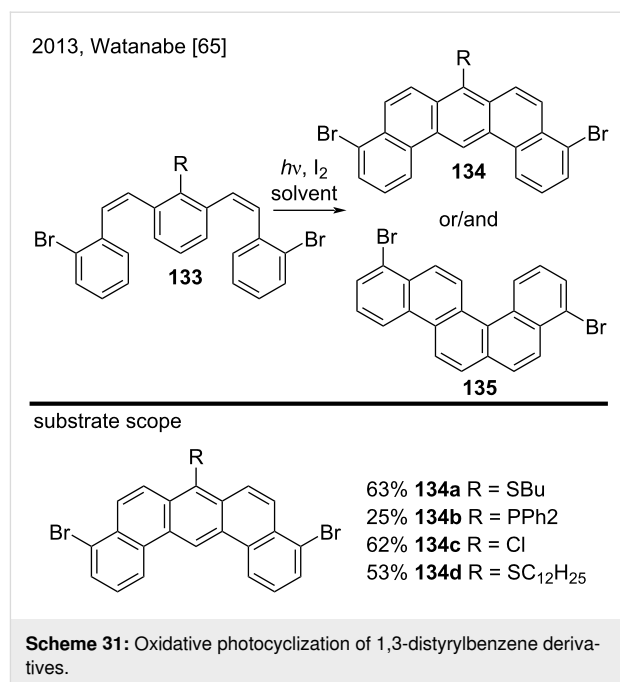 2013, Watanabe [65]
R
Br
Br
134
R
hν, I2
solvent
Br
Br
133
or/and
Br
Br
135
substrate scope
R
Br
Br
63% 134a R = SBu
25% 134b R = PPh2
62% 134c R = Cl
53% 134d R = SC12H25
Scheme 31: Oxidative photocyclization of 1,3-distyrylbenzene deriva-
tives.